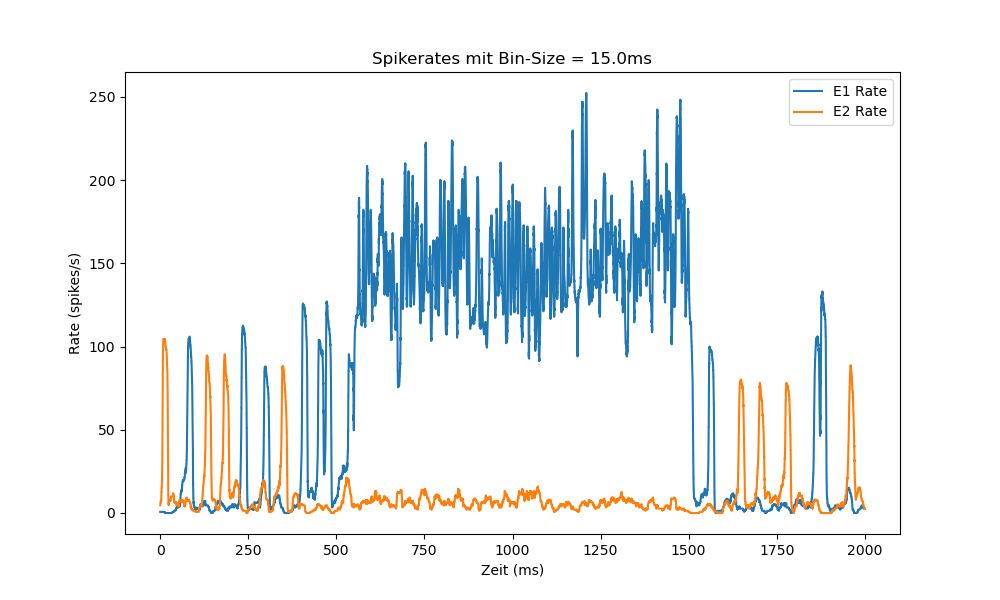 Spikerates mit Bin-Size = 15.0ms
E1 Rate
E2 Rate
Rate (spikes/s)
250
200
150
100
50
0
0 250 500 750 1000 1250 1500 1750 2000
Zeit (ms)